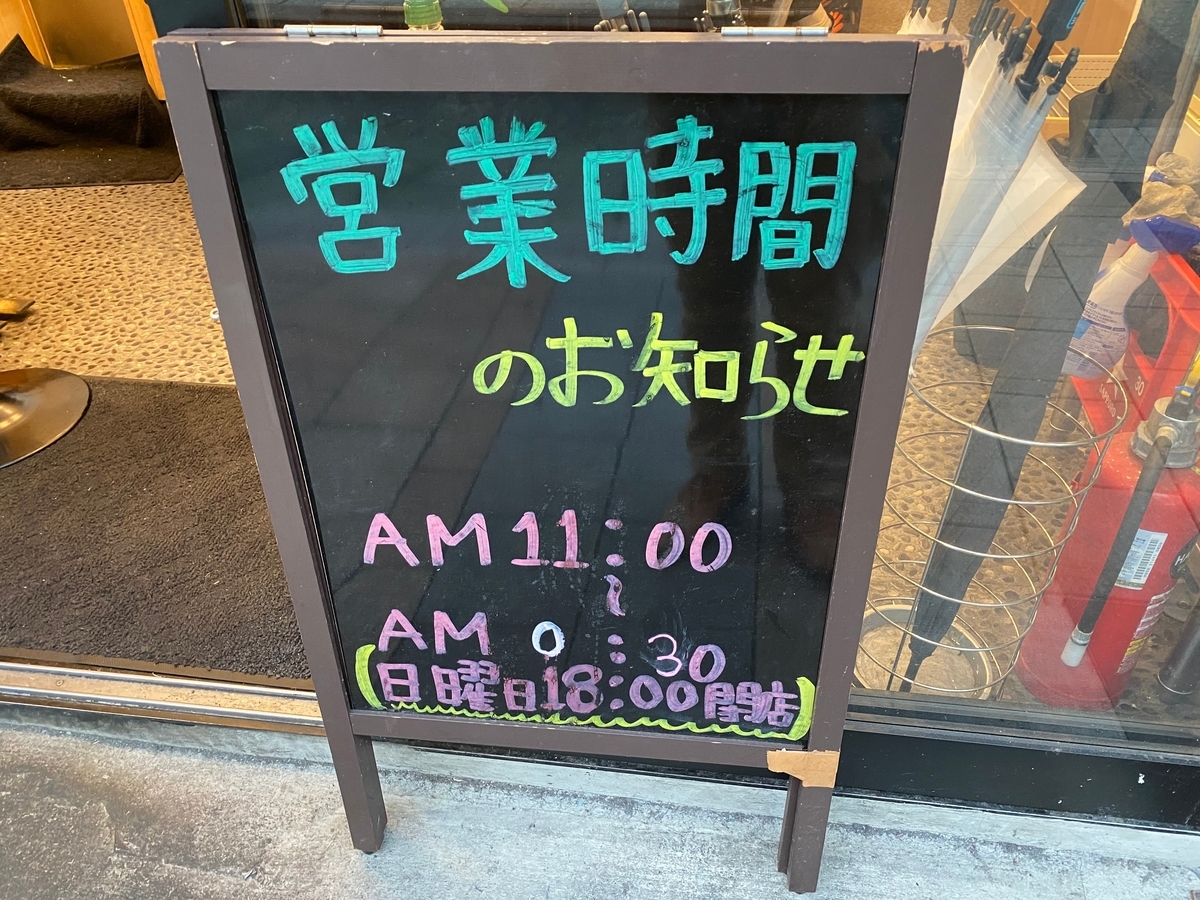 営業時間
のお知らせ
AM 11:00
~
AM 0:30
(日曜日18:00閉店)